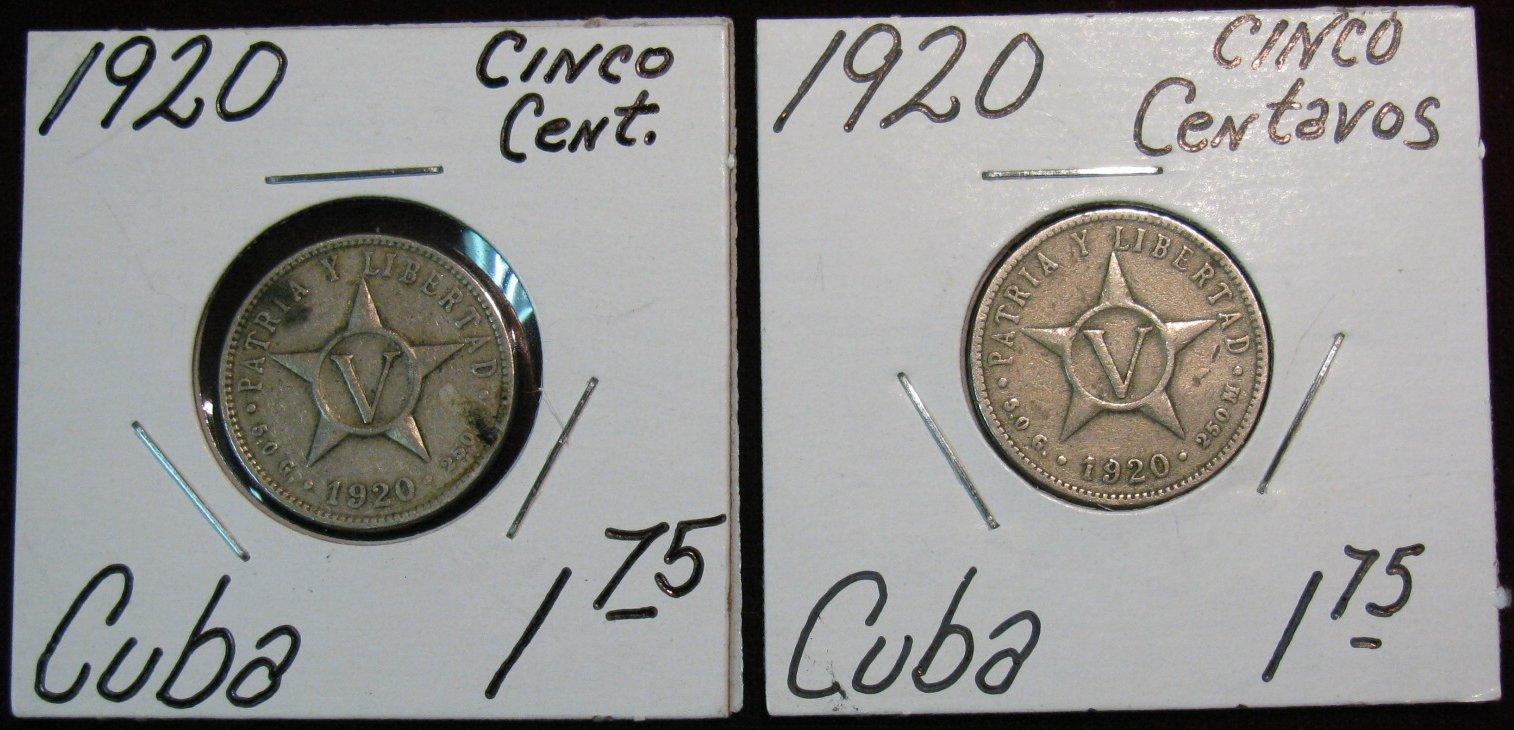 1920 CINCO
Cent.
PATRIA Y LIBERTAD
V
5.0 G. · 1920 · 250
Cuba 1 75
1920 CINCO
Centavos
PATRIA Y LIBERTAD
V
5.0 G. · 1920 · 250 M.
Cuba 1 75